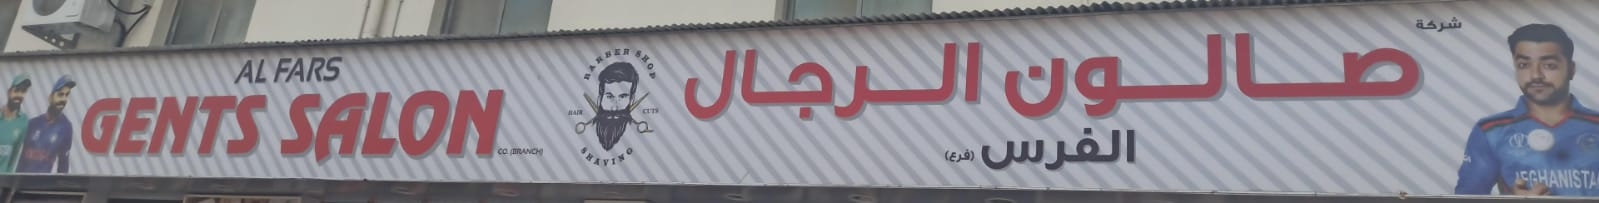 AL FARS
GENTS SALON
CO. (BRANCH)
BARBER SHOP
HAIR CUTS
SHAVING
شركة
صالون الرجال
الفرس (فرع)
AFGHANISTAN